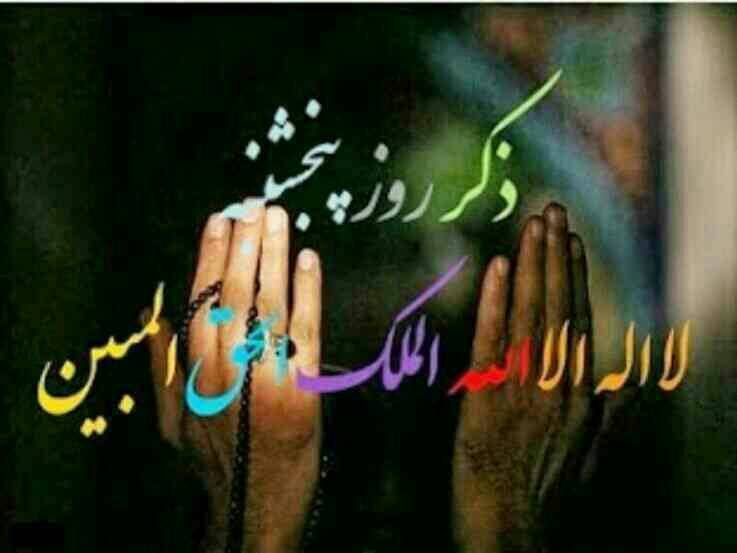 ذکر روز پنجشنبه
لا اله الا الله الملک الحق المبین